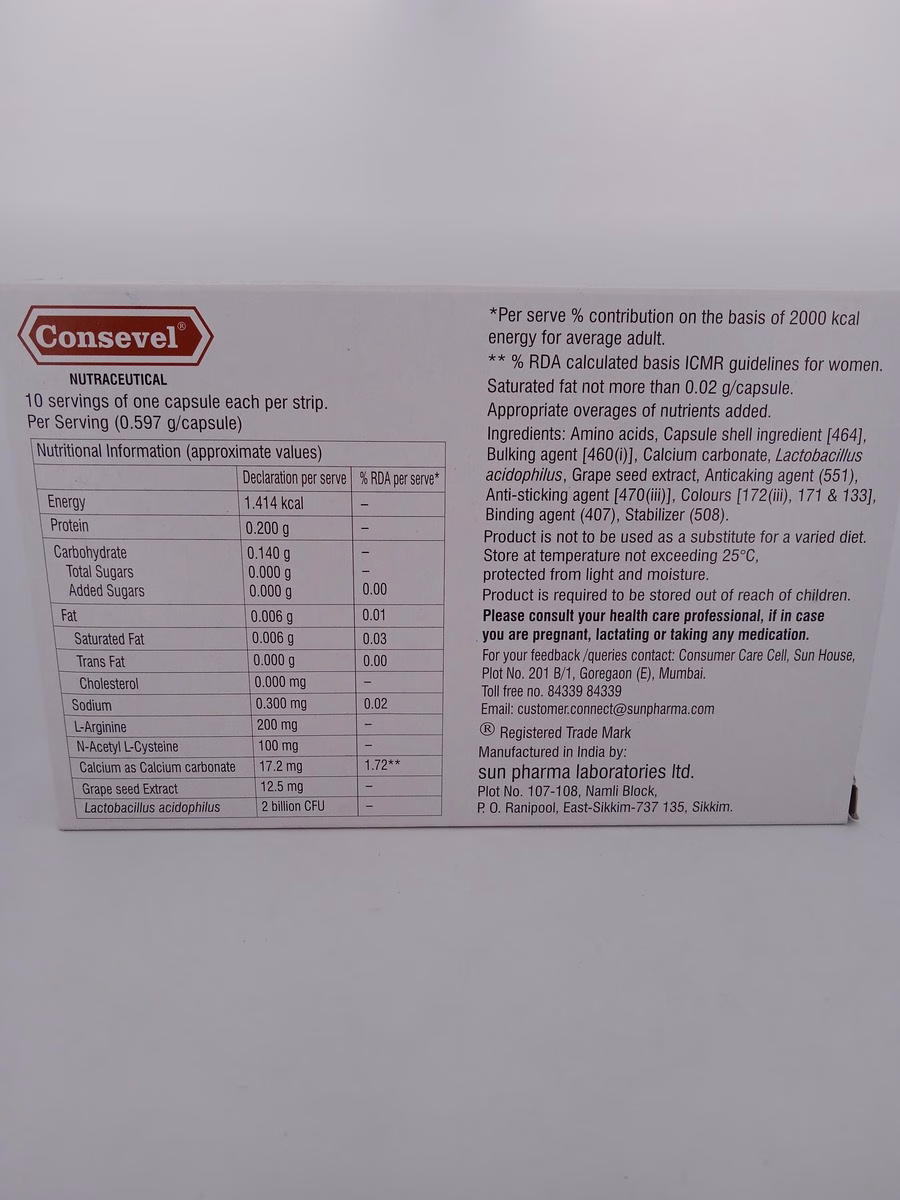 Consevel®
NUTRACEUTICAL
10 servings of one capsule each per strip.
Per Serving (0.597 g/capsule)
Nutritional Information (approximate values)
Declaration per serve % RDA per serve*
Energy 1.414 kcal –
Protein 0.200 g –
Carbohydrate 0.140 g –
Total Sugars 0.000 g –
Added Sugars 0.000 g 0.00
Fat 0.006 g 0.01
Saturated Fat 0.006 g 0.03
Trans Fat 0.000 g 0.00
Cholesterol 0.000 mg –
Sodium 0.300 mg 0.02
L-Arginine 200 mg –
N-Acetyl L-Cysteine 100 mg –
Calcium as Calcium carbonate 17.2 mg 1.72**
Grape seed Extract 12.5 mg –
Lactobacillus acidophilus 2 billion CFU –
*Per serve % contribution on the basis of 2000 kcal
energy for average adult.
** % RDA calculated basis ICMR guidelines for women.
Saturated fat not more than 0.02 g/capsule.
Appropriate overages of nutrients added.
Ingredients: Amino acids, Capsule shell ingredient [464],
Bulking agent [460(i)], Calcium carbonate, Lactobacillus
acidophilus, Grape seed extract, Anticaking agent (551),
Anti-sticking agent [470(iii)], Colours [172(iii), 171 & 133],
Binding agent (407), Stabilizer (508).
Product is not to be used as a substitute for a varied diet.
Store at temperature not exceeding 25°C,
protected from light and moisture.
Product is required to be stored out of reach of children.
Please consult your health care professional, if in case
you are pregnant, lactating or taking any medication.
For your feedback/queries contact: Consumer Care Cell, Sun House,
Plot No. 201 B/1, Goregaon (E), Mumbai.
Toll free no. 84339 84339
Email: customer.connect@sunpharma.com
® Registered Trade Mark
Manufactured in India by:
sun pharma laboratories ltd.
Plot No. 107-108, Namli Block,
P. O. Ranipool, East-Sikkim-737 135, Sikkim.